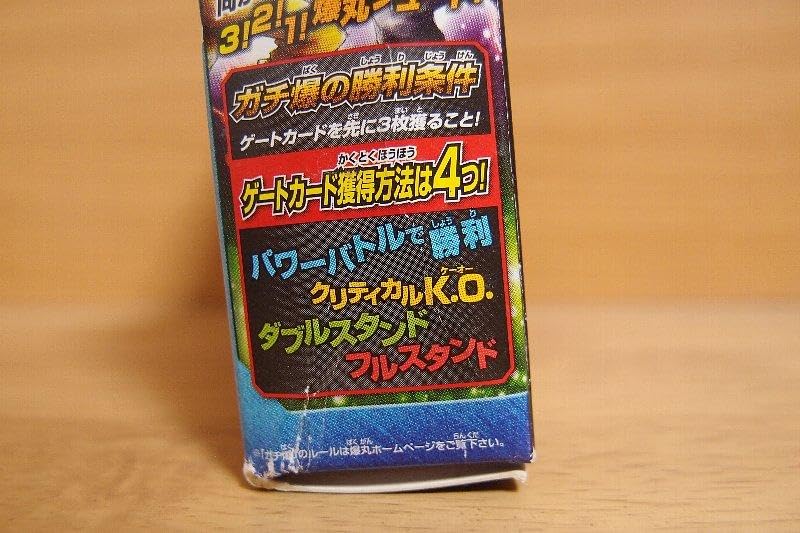 3!2!1!爆丸シュート!
ガチ爆の勝利条件
ゲートカードを先に3枚獲ること!
ゲートカード獲得方法は4つ!
パワーバトルで勝利
クリティカルK.O.
ダブルスタンド
フルスタンド
※「ガチ爆」のルールは爆丸ホームページをご覧下さい。